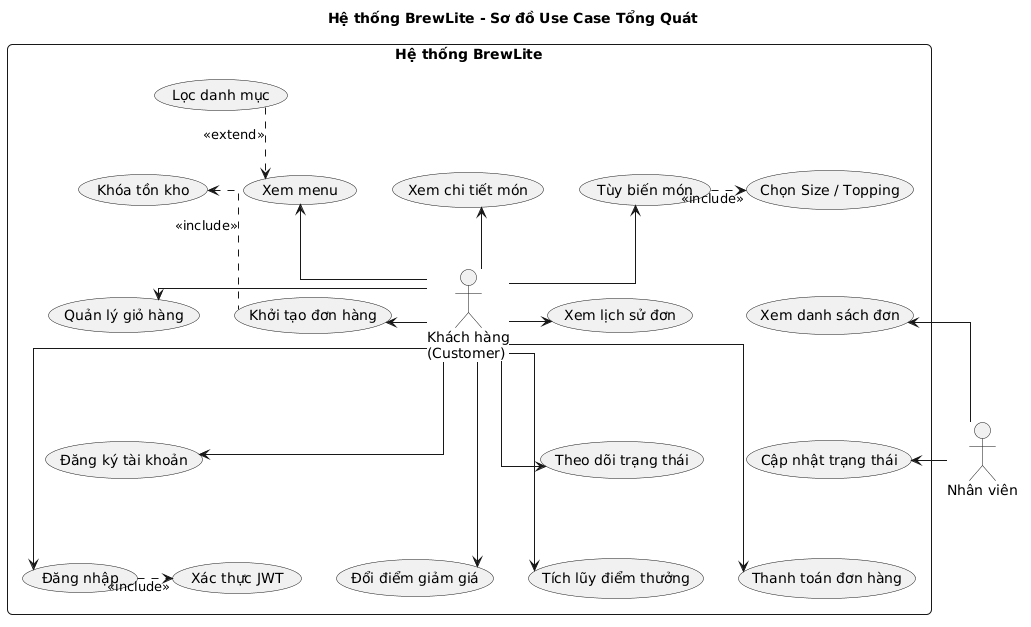 Hệ thống BrewLite - Sơ đồ Use Case Tổng Quát
Hệ thống BrewLite
Lọc danh mục
«extend»
Khóa tồn kho
Xem menu
Xem chi tiết món
Tùy biến món
«include»
Chọn Size / Topping
«include»
Quản lý giỏ hàng
Khởi tạo đơn hàng
Khách hàng
(Customer)
Xem lịch sử đơn
Xem danh sách đơn
Đăng ký tài khoản
Theo dõi trạng thái
Cập nhật trạng thái
Nhân viên
Đăng nhập
«include»
Xác thực JWT
Đổi điểm giảm giá
Tích lũy điểm thưởng
Thanh toán đơn hàng